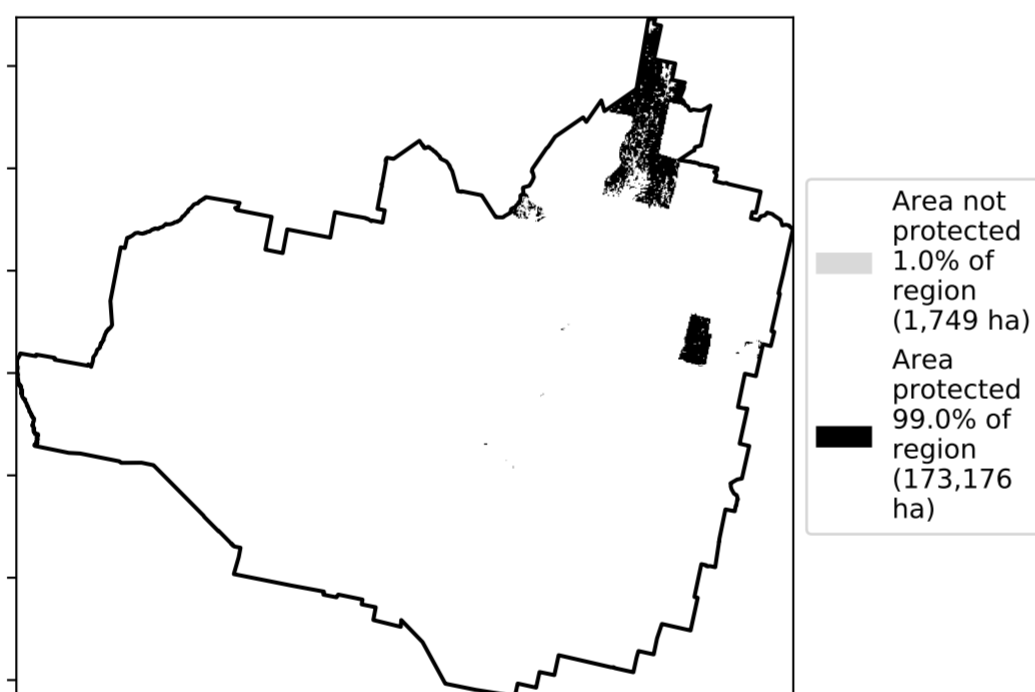 Area not
protected
1.0% of
region
(1,749 ha)
Area
protected
99.0% of
region
(173,176
ha)